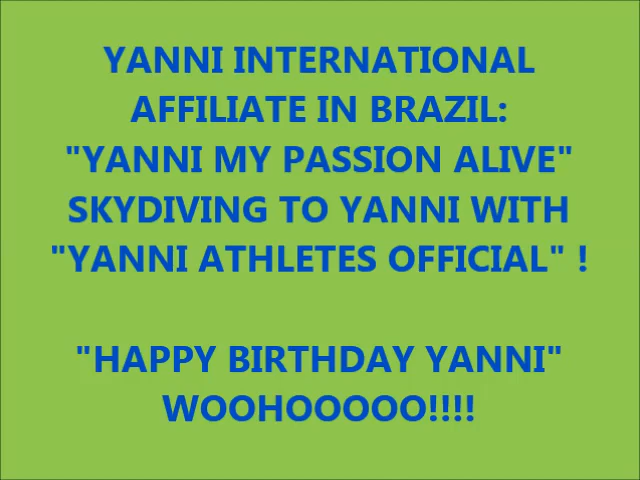 YANNI INTERNATIONAL
AFFILIATE IN BRAZIL:
"YANNI MY PASSION ALIVE"
SKYDIVING TO YANNI WITH
"YANNI ATHLETES OFFICIAL" !
"HAPPY BIRTHDAY YANNI"
WOOHOOOOO!!!!